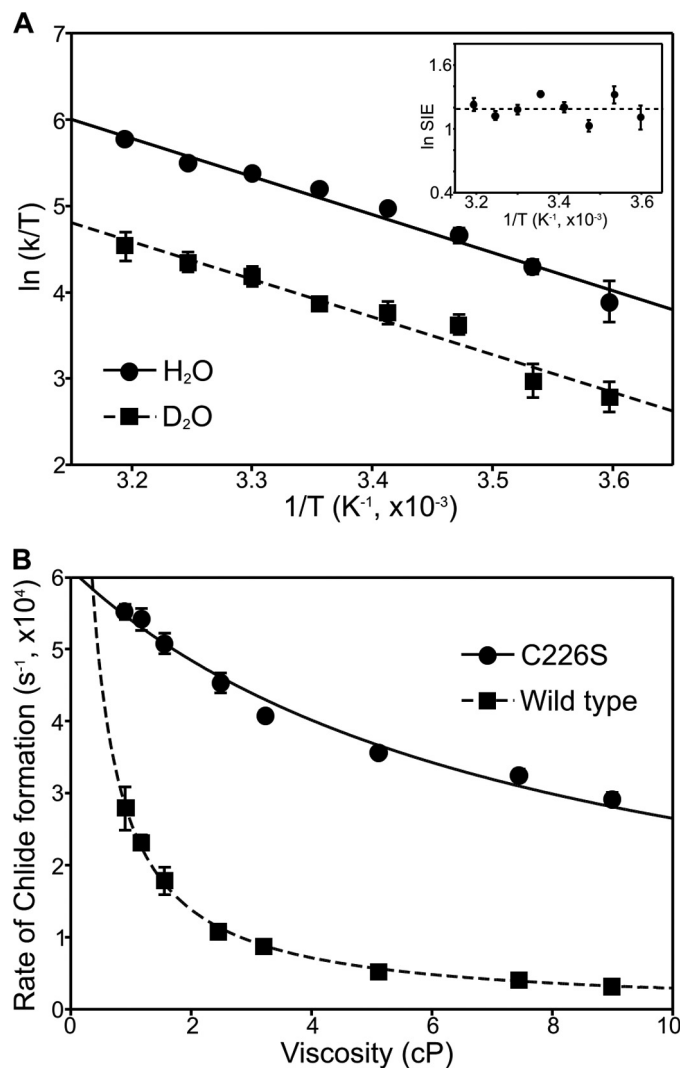 A
7
6
5
4
3
2
ln (k/T)
3.2
3.3
3.4
3.5
3.6
1/T (K⁻¹, x10⁻³)
H₂O
D₂O
1.6
1
0.4
ln SIE
3.2
3.4
3.6
1/T (K⁻¹, x10⁻³)
B
6
5
4
3
2
1
0
Rate of Chlide formation (s⁻¹, x10⁴)
0
2
4
6
8
10
Viscosity (cP)
C226S
Wild type